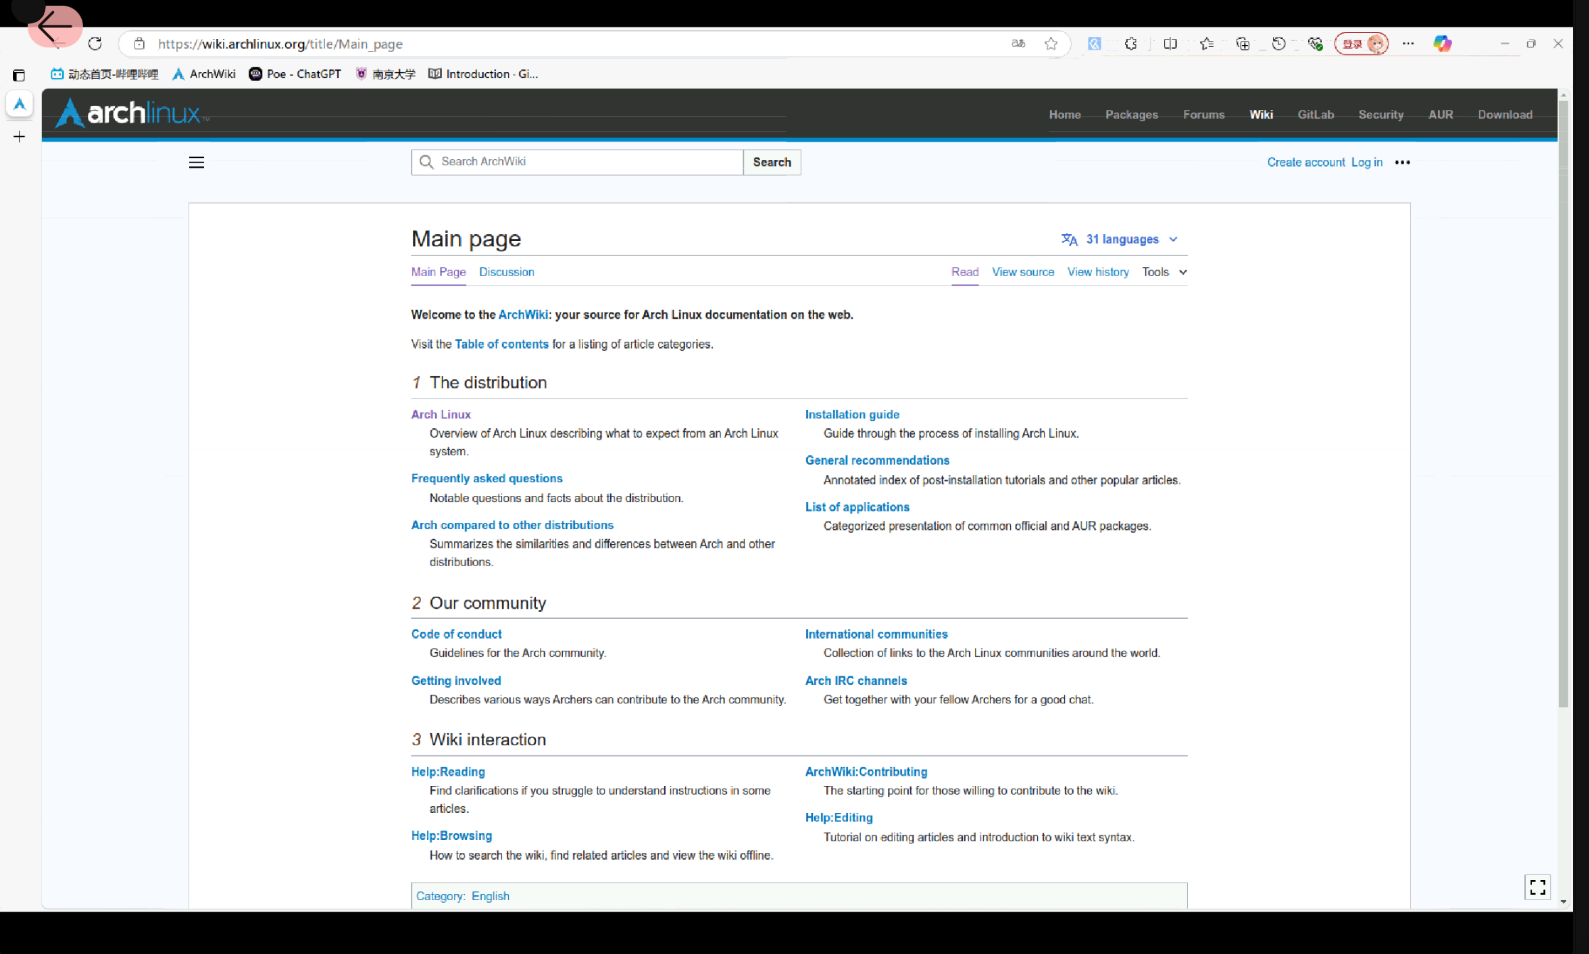 https://wiki.archlinux.org/title/Main_page
登录
动态首页-哔哩哔哩 ArchWiki Poe - ChatGPT 南京大学 Introduction - Gi...
archlinux
Home Packages Forums Wiki GitLab Security AUR Download
Search ArchWiki Search Create account Log in
Main page 31 languages
Main Page Discussion Read View source View history Tools
Welcome to the ArchWiki: your source for Arch Linux documentation on the web.
Visit the Table of contents for a listing of article categories.
1 The distribution
Arch Linux
Overview of Arch Linux describing what to expect from an Arch Linux
system.
Frequently asked questions
Notable questions and facts about the distribution.
Arch compared to other distributions
Summarizes the similarities and differences between Arch and other
distributions.
Installation guide
Guide through the process of installing Arch Linux.
General recommendations
Annotated index of post-installation tutorials and other popular articles.
List of applications
Categorized presentation of common official and AUR packages.
2 Our community
Code of conduct
Guidelines for the Arch community.
Getting involved
Describes various ways Archers can contribute to the Arch community.
International communities
Collection of links to the Arch Linux communities around the world.
Arch IRC channels
Get together with your fellow Archers for a good chat.
3 Wiki interaction
Help:Reading
Find clarifications if you struggle to understand instructions in some
articles.
Help:Browsing
How to search the wiki, find related articles and view the wiki offline.
ArchWiki:Contributing
The starting point for those willing to contribute to the wiki.
Help:Editing
Tutorial on editing articles and introduction to wiki text syntax.
Category: English